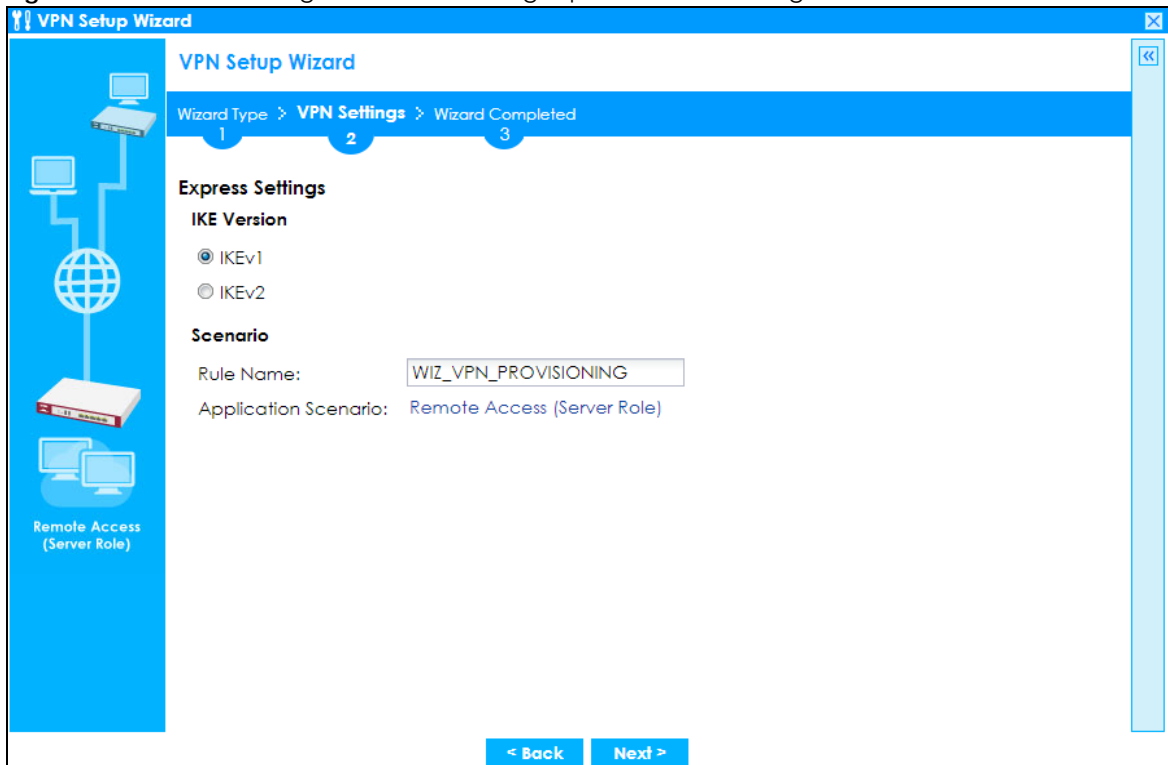 VPN Setup Wizard
VPN Setup Wizard
Wizard Type > VPN Settings > Wizard Completed
1 2 3
Express Settings
IKE Version
IKEv1
IKEv2
Scenario
Rule Name: WIZ_VPN_PROVISIONING
Application Scenario: Remote Access (Server Role)
Remote Access
(Server Role)
< Back Next >